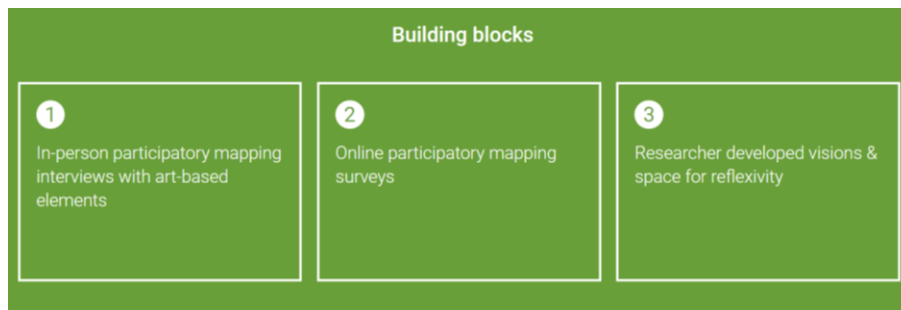 Building blocks
1
In-person participatory mapping
interviews with art-based
elements
2
Online participatory mapping
surveys
3
Researcher developed visions &
space for reflexivity